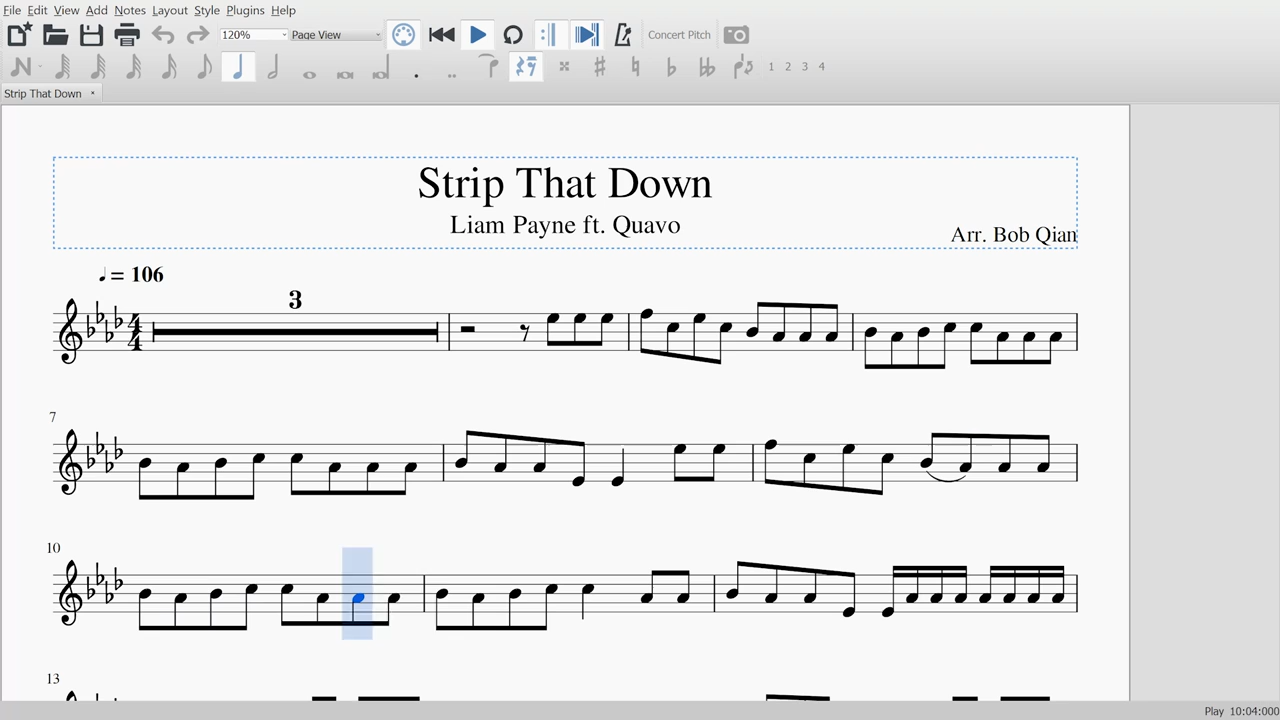 File Edit View Add Notes Layout Style Plugins Help
120% Page View Concert Pitch
1 2 3 4
Strip That Down ×
Strip That Down
Liam Payne ft. Quavo
Arr. Bob Qian
♩ = 106
3
4
4
7
10
13
Play 10:04:000